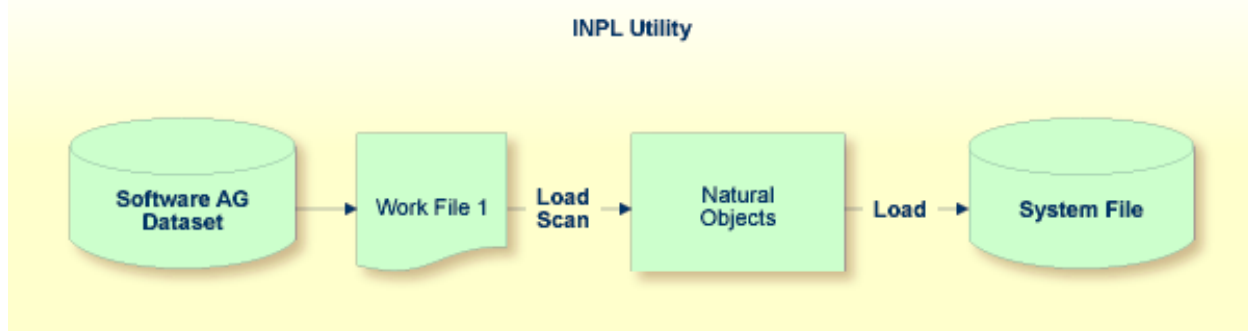 INPL Utility
Software AG
Dataset
Work File 1
Load
Scan
Natural
Objects
Load
System File